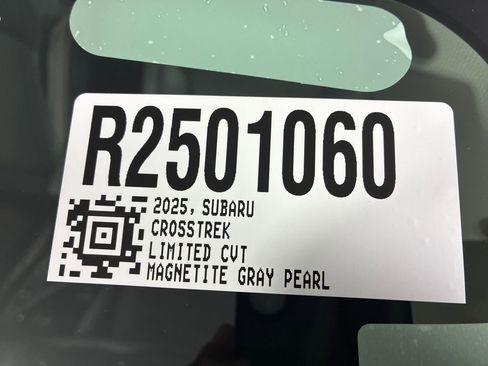 R2501060
2025, SUBARU
CROSSTREK
LIMITED CVT
MAGNETITE GRAY PEARL